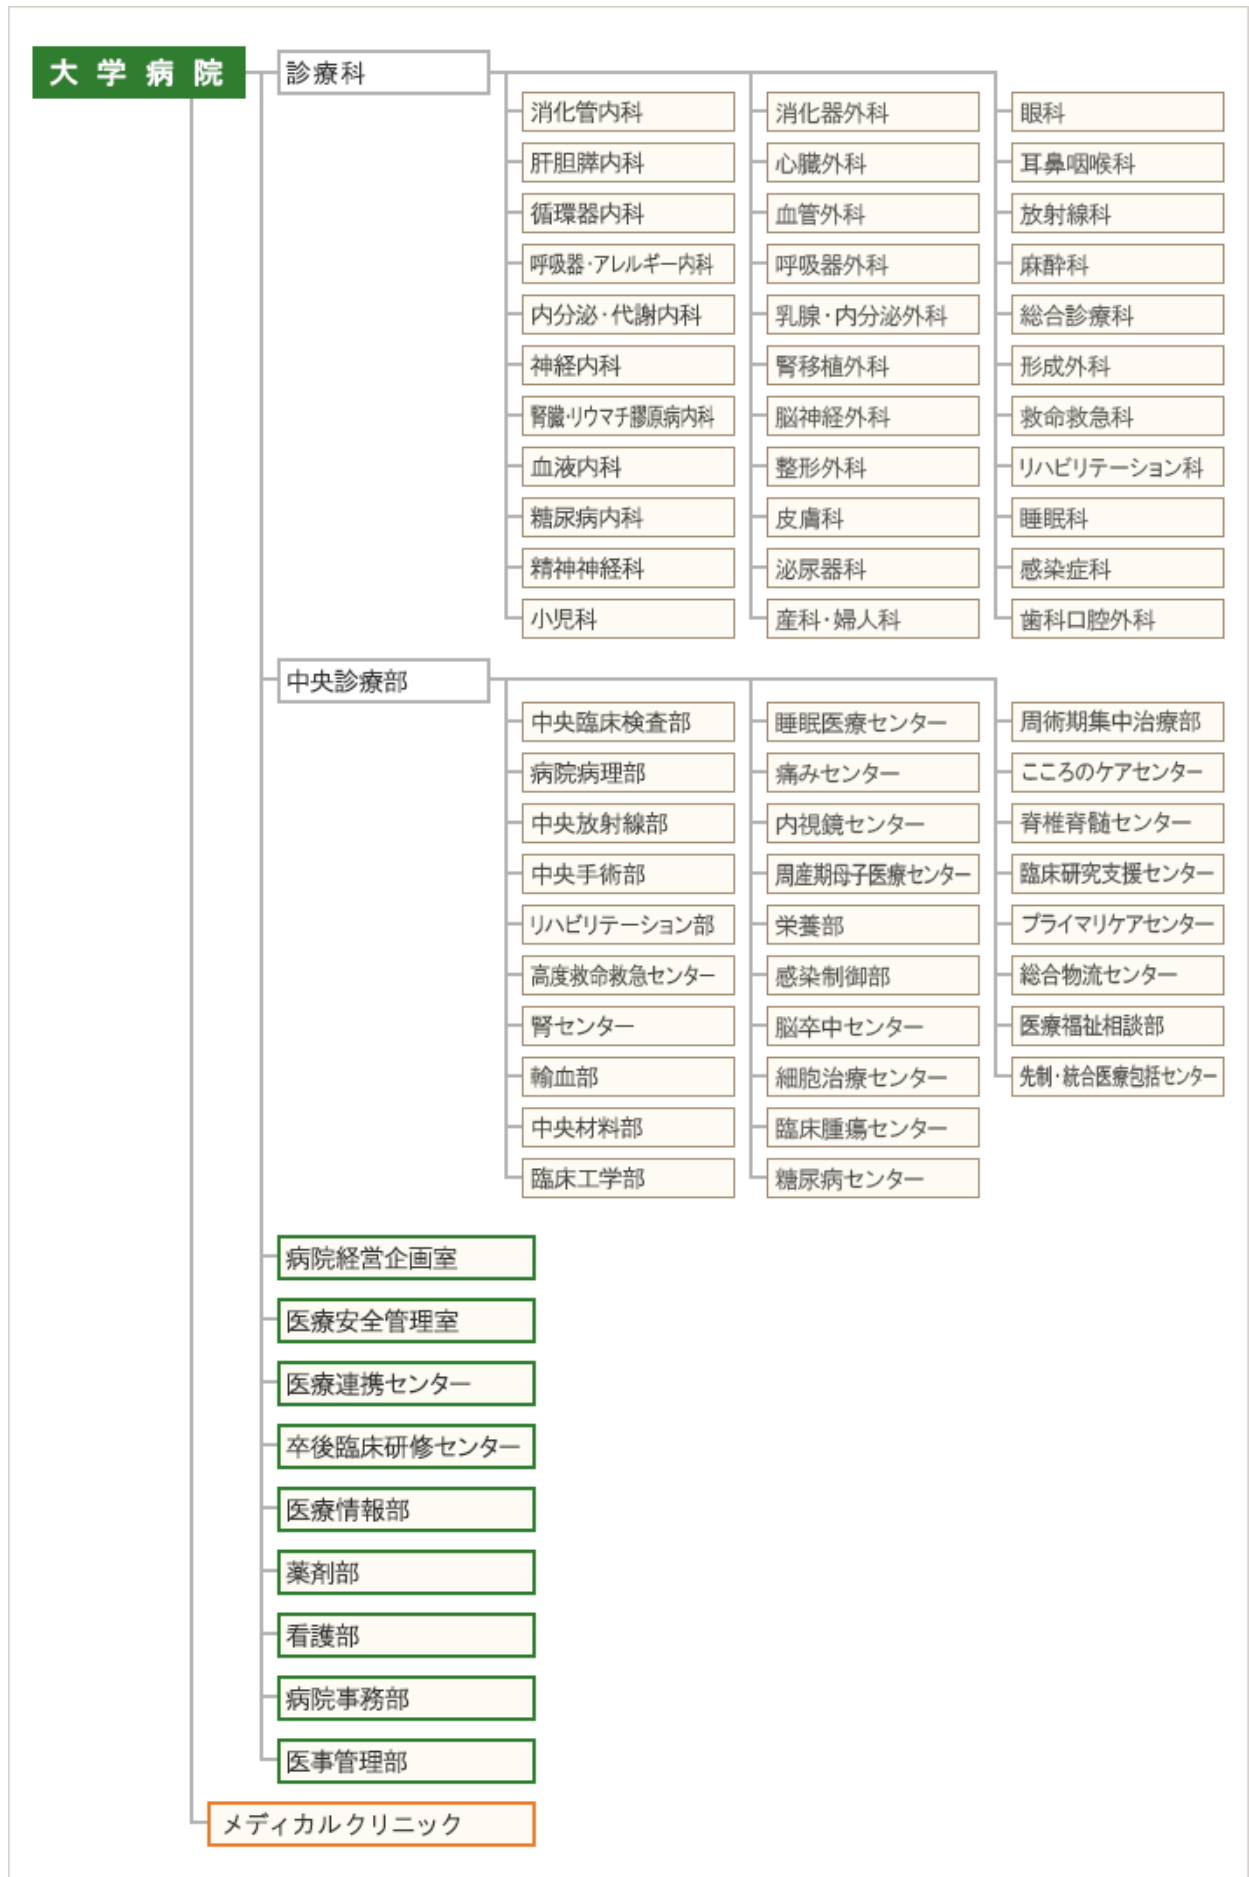 大学病院
診療科
消化管内科
肝胆膵内科
循環器内科
呼吸器・アレルギー内科
内分泌・代謝内科
神経内科
腎臓・リウマチ膠原病内科
血液内科
糖尿病内科
精神神経科
小児科
消化器外科
心臓外科
血管外科
呼吸器外科
乳腺・内分泌外科
腎移植外科
脳神経外科
整形外科
皮膚科
泌尿器科
産科・婦人科
眼科
耳鼻咽喉科
放射線科
麻酔科
総合診療科
形成外科
救命救急科
リハビリテーション科
睡眠科
感染症科
歯科口腔外科
中央診療部
中央臨床検査部
病院病理部
中央放射線部
中央手術部
リハビリテーション部
高度救命救急センター
腎センター
輸血部
中央材料部
臨床工学部
睡眠医療センター
痛みセンター
内視鏡センター
周産期母子医療センター
栄養部
感染制御部
脳卒中センター
細胞治療センター
臨床腫瘍センター
糖尿病センター
周術期集中治療部
こころのケアセンター
脊椎脊髄センター
臨床研究支援センター
プライマリケアセンター
総合物流センター
医療福祉相談部
先制・統合医療包括センター
病院経営企画室
医療安全管理室
医療連携センター
卒後臨床研修センター
医療情報部
薬剤部
看護部
病院事務部
医事管理部
メディカルクリニック